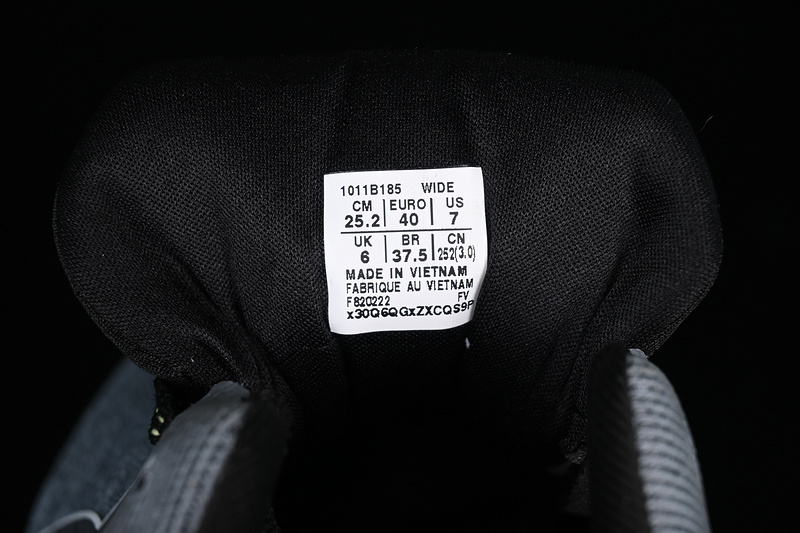 1011B185 WIDE
CM EURO US
25.2 40 7
UK BR CN
6 37.5 252(3.0)
MADE IN VIETNAM
FABRIQUE AU VIETNAM
F820222 FV
x30Q6QGxZXCQS9P